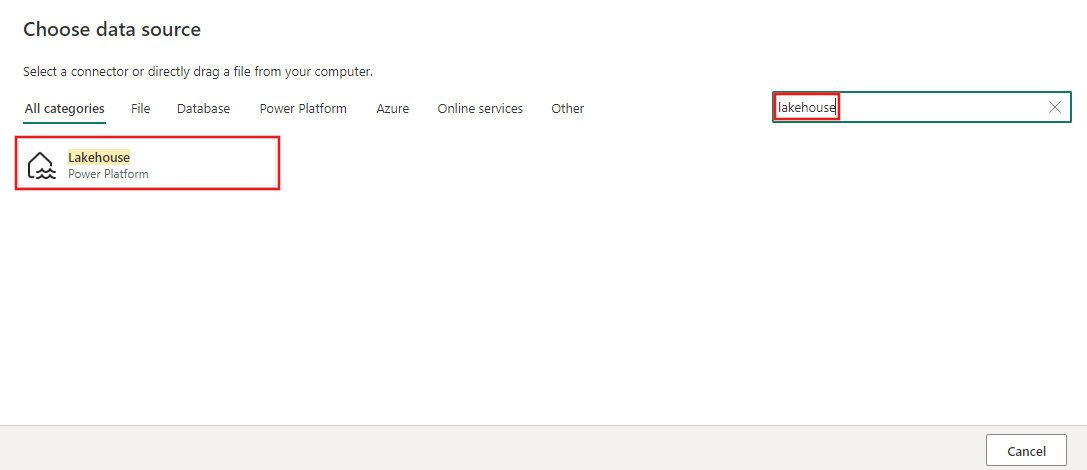 Choose data source
Select a connector or directly drag a file from your computer.
All categories File Database Power Platform Azure Online services Other lakehouse
Lakehouse
Power Platform
Cancel